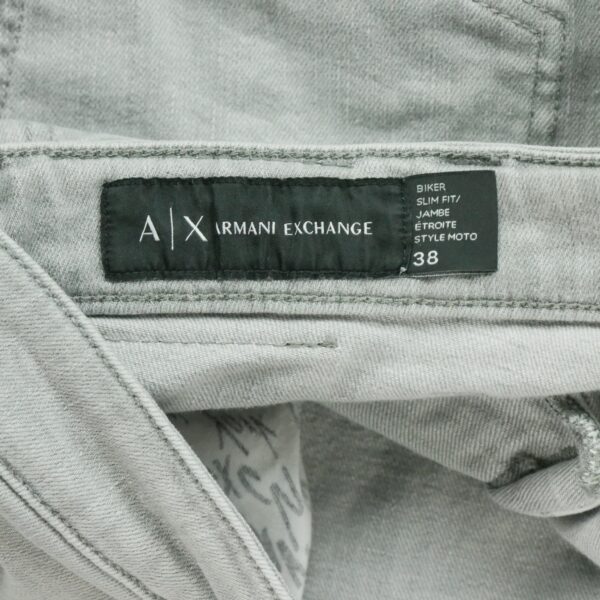 A|X ARMANI EXCHANGE
BIKER
SLIM FIT/
JAMBE
ÉTROITE
STYLE MOTO
38